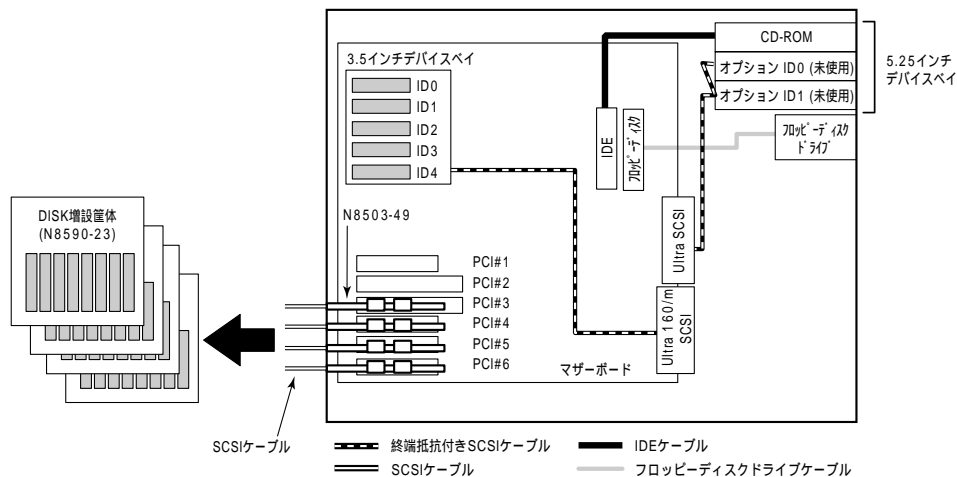 CD-ROM
オプション ID0 (未使用)
オプション ID1 (未使用)
5.25インチ
デバイスベイ
フロッピーディスク
ドライブ
3.5インチデバイスベイ
ID0
ID1
ID2
ID3
ID4
IDE
フロッピーディスク
Ultra SCSI
Ultra 160/m
SCSI
DISK増設筐体
(N8590-23)
N8503-49
PCI#1
PCI#2
PCI#3
PCI#4
PCI#5
PCI#6
マザーボード
SCSIケーブル
終端抵抗付きSCSIケーブル
IDEケーブル
SCSIケーブル
フロッピーディスクドライブケーブル